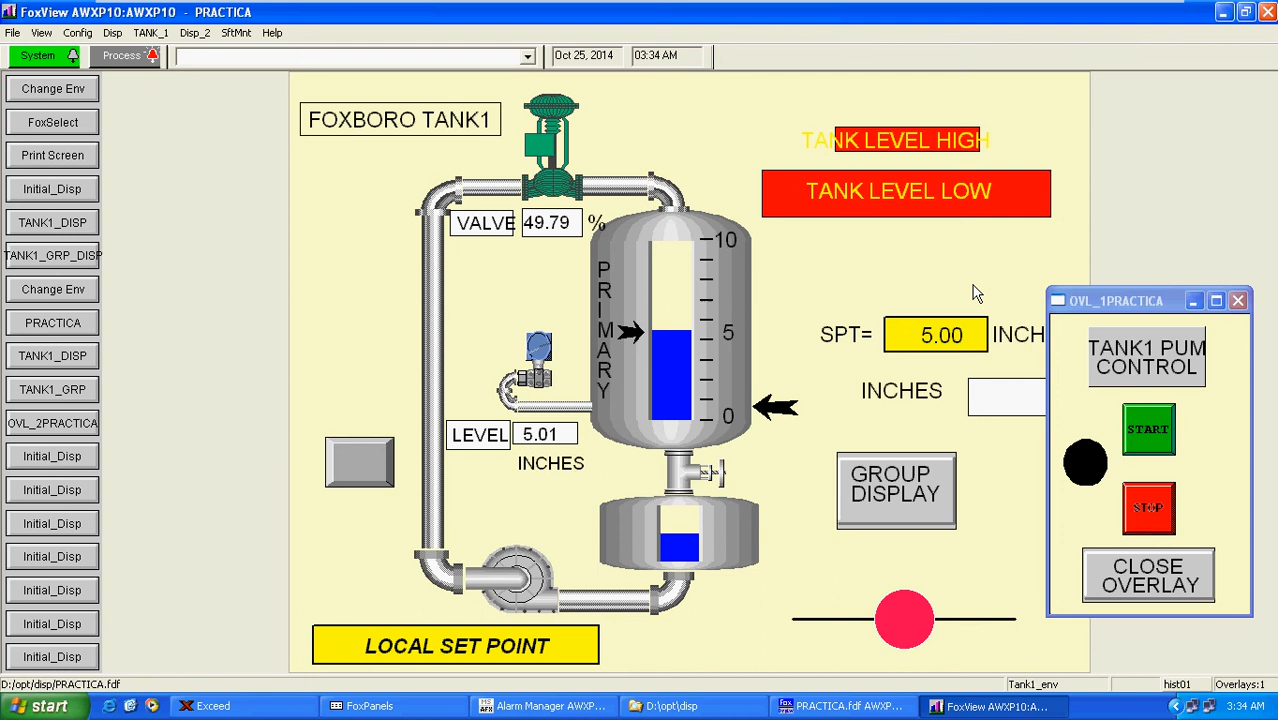 FoxView AWXP10:AWXP10 - PRACTICA
File View Config Disp TANK_1 Disp_2 SftMnt Help
System Process Oct 25, 2014 03:34 AM
Change Env
FoxSelect
Print Screen
Initial_Disp
TANK1_DISP
TANK1_GRP_DISP
Change Env
PRACTICA
TANK1_DISP
TANK1_GRP
OVL_2PRACTICA
Initial_Disp
Initial_Disp
Initial_Disp
Initial_Disp
Initial_Disp
Initial_Disp
Initial_Disp
FOXBORO TANK1
TANK LEVEL HIGH
TANK LEVEL LOW
VALVE 49.79 %
PRIMARY
10
5
0
SPT= 5.00 INCH
INCHES
LEVEL 5.01
INCHES
GROUP
DISPLAY
LOCAL SET POINT
OVL_1PRACTICA
TANK1 PUM
CONTROL
START
STOP
CLOSE
OVERLAY
D:/opt/disp/PRACTICA.fdf Tank1_env hist01 Overlays:1
start Exceed FoxPanels Alarm Manager AWXP10... D:\opt\disp PRACTICA.fdf AWXP... FoxView AWXP10:A... 3:34 AM